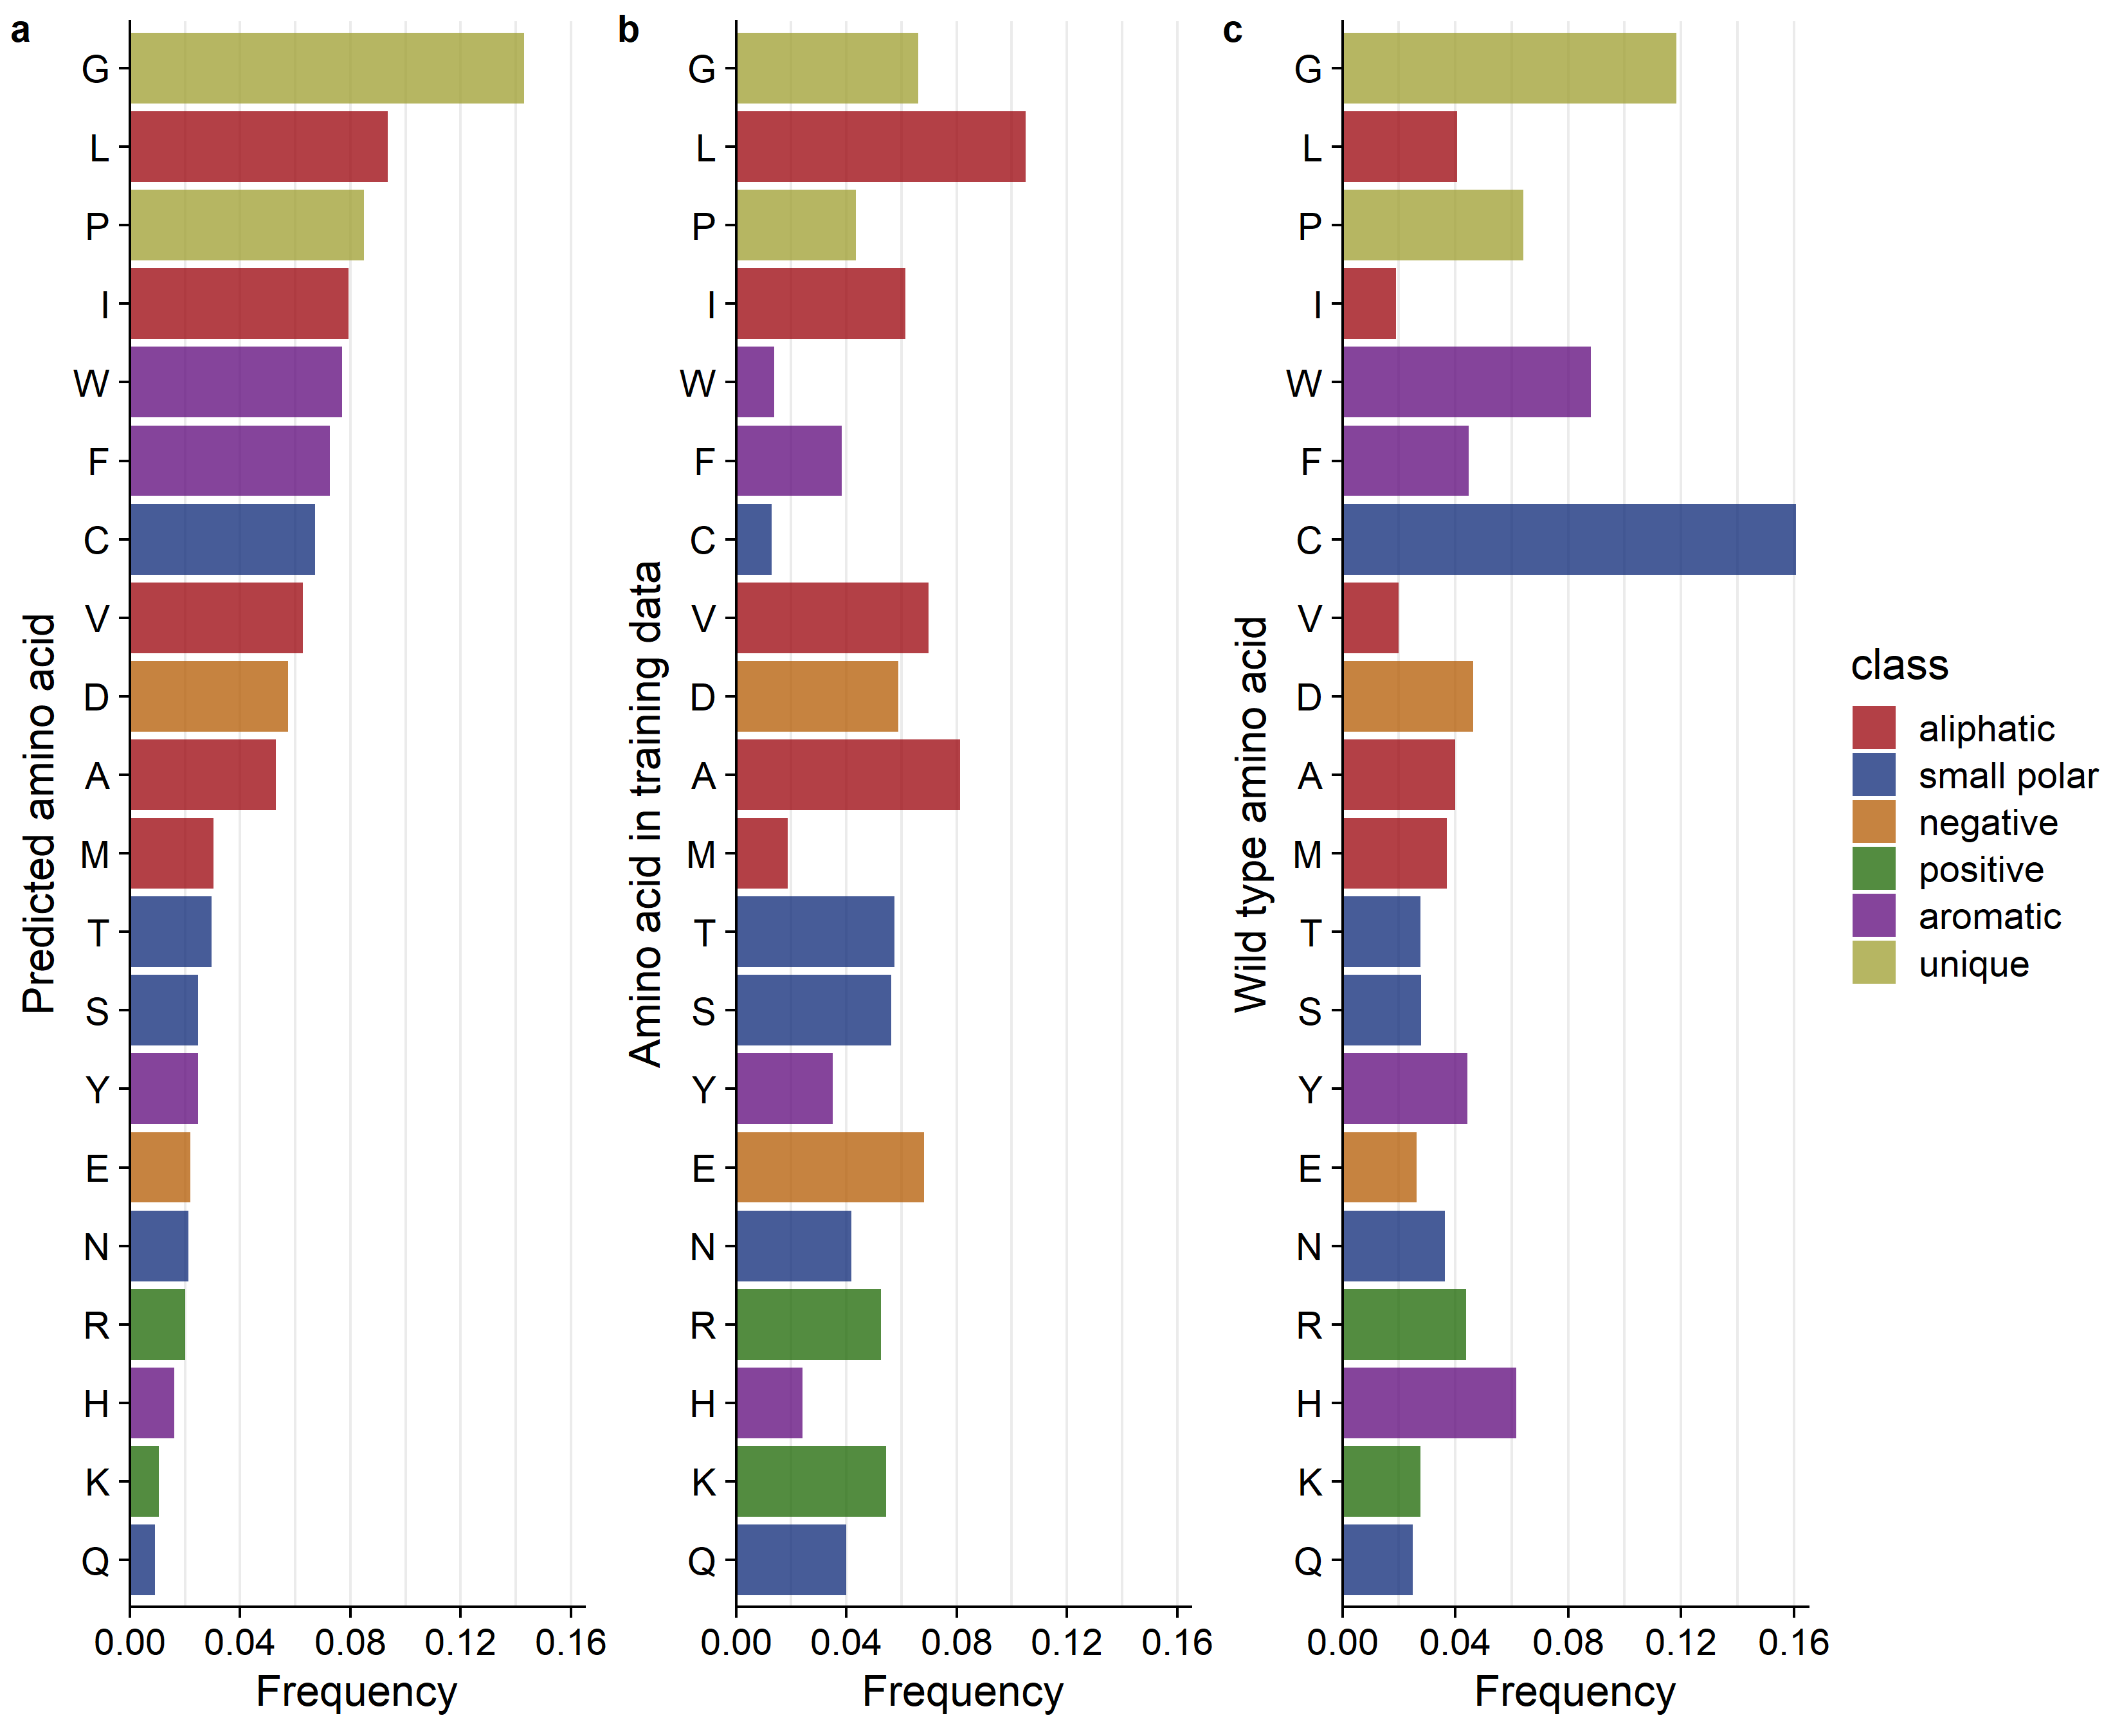 a
Predicted amino acid
G
L
P
I
W
F
C
V
D
A
M
T
S
Y
E
N
R
H
K
Q
0.00 0.04 0.08 0.12 0.16
Frequency
b
Amino acid in training data
G
L
P
I
W
F
C
V
D
A
M
T
S
Y
E
N
R
H
K
Q
0.00 0.04 0.08 0.12 0.16
Frequency
c
Wild type amino acid
G
L
P
I
W
F
C
V
D
A
M
T
S
Y
E
N
R
H
K
Q
0.00 0.04 0.08 0.12 0.16
Frequency
class
aliphatic
small polar
negative
positive
aromatic
unique